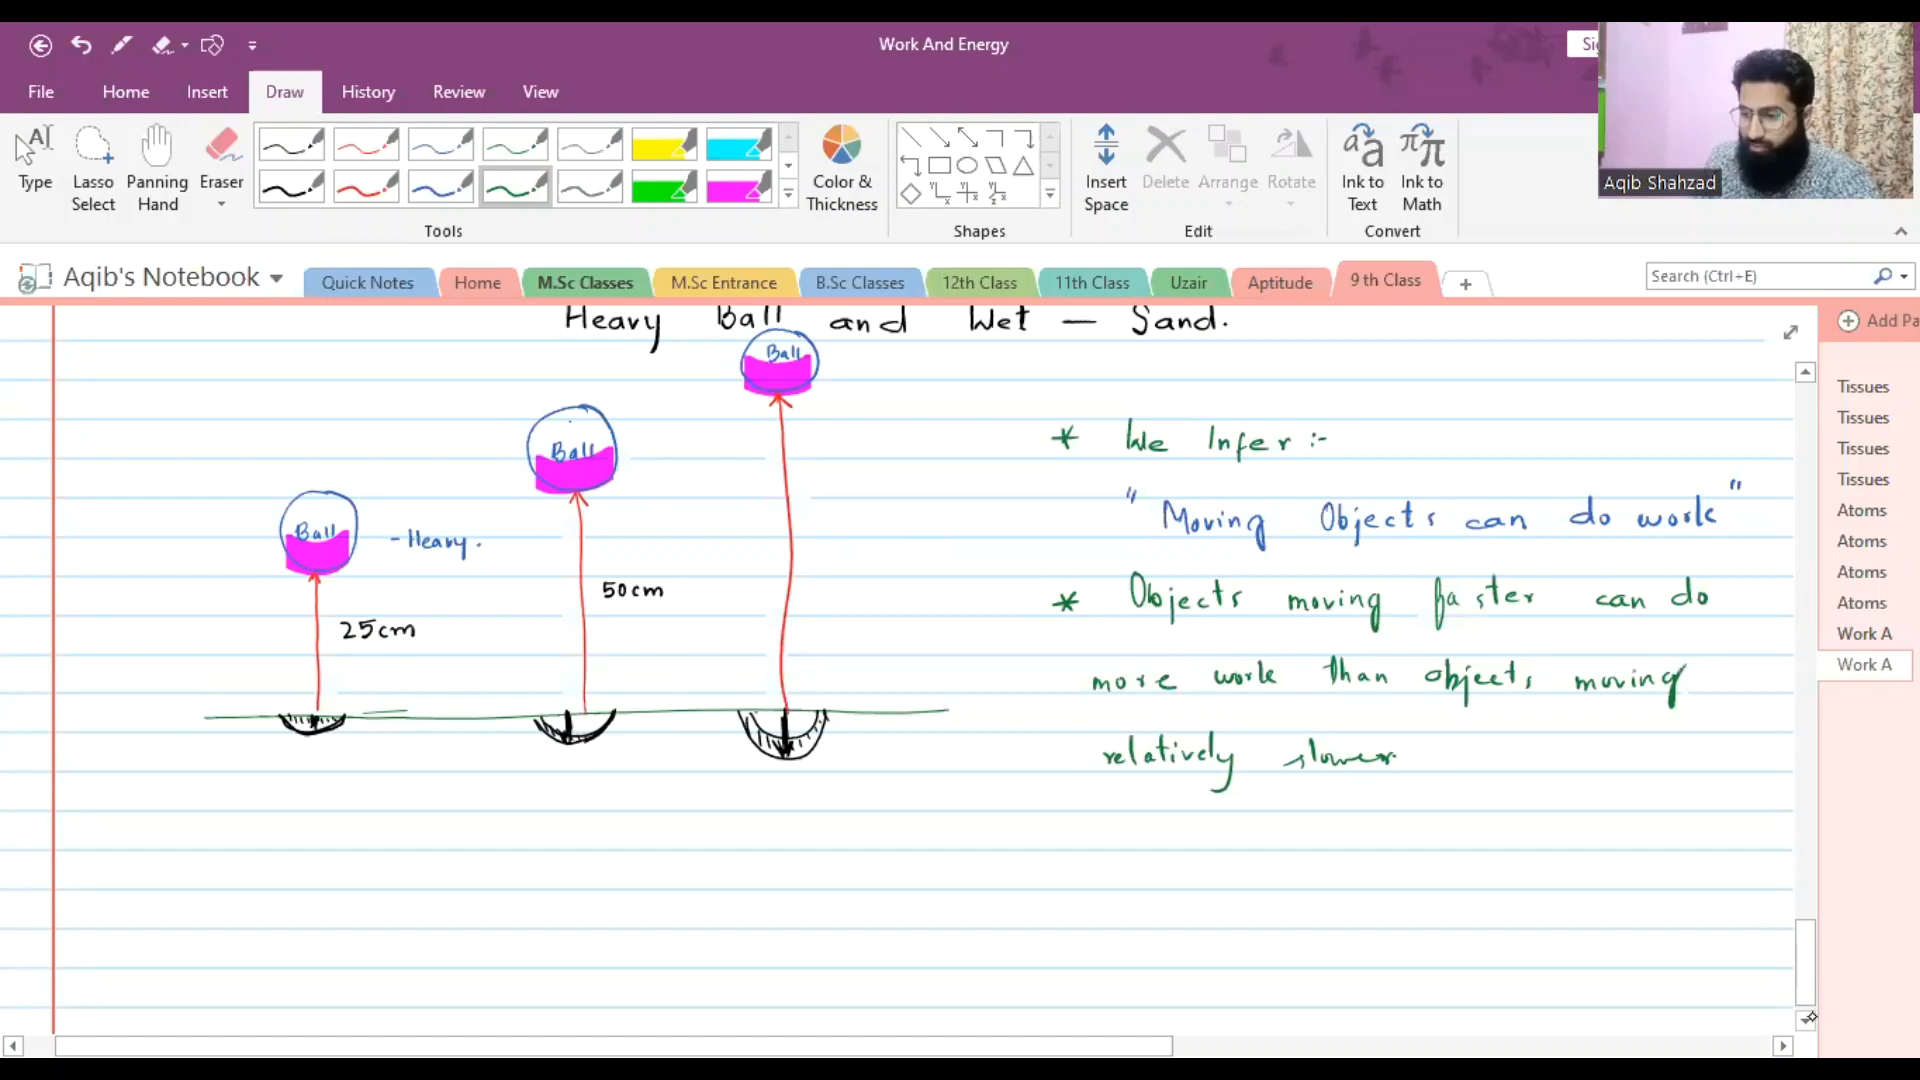 Work And Energy
Si
File Home Insert Draw History Review View
Type
Lasso Select
Panning Hand
Eraser
Color & Thickness
Insert Space
Delete
Arrange
Rotate
Ink to Text
Ink to Math
Tools Shapes Edit Convert
Aqib Shahzad
Aqib's Notebook Quick Notes Home M.Sc Classes M.Sc Entrance B.Sc Classes 12th Class 11th Class Uzair Aptitude 9 th Class
Search (Ctrl+E)
Add Pa
Heavy Ball and Wet — Sand.
Ball
Ball
Ball
- Heavy.
25cm
50cm
* We Infer :-
" Moving Objects can do work "
* Objects moving faster can do
more work than objects moving
relatively slower
Tissues
Tissues
Tissues
Tissues
Atoms
Atoms
Atoms
Atoms
Work A
Work A